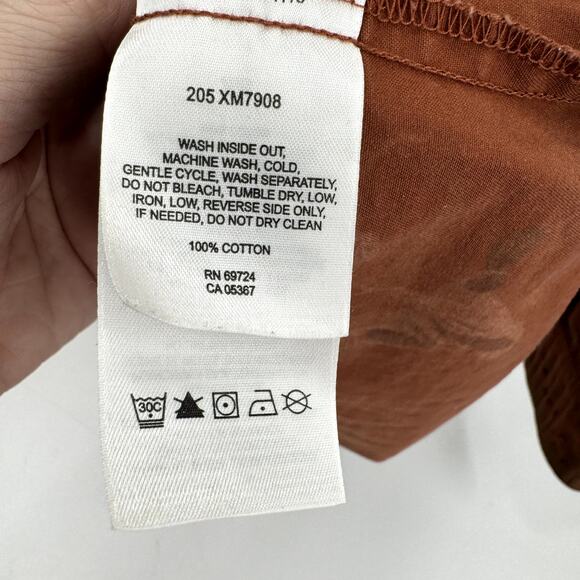 205 XM7908
WASH INSIDE OUT,
MACHINE WASH, COLD,
GENTLE CYCLE, WASH SEPARATELY,
DO NOT BLEACH, TUMBLE DRY, LOW,
IRON, LOW, REVERSE SIDE ONLY,
IF NEEDED, DO NOT DRY CLEAN
100% COTTON
RN 69724
CA 05367
30C